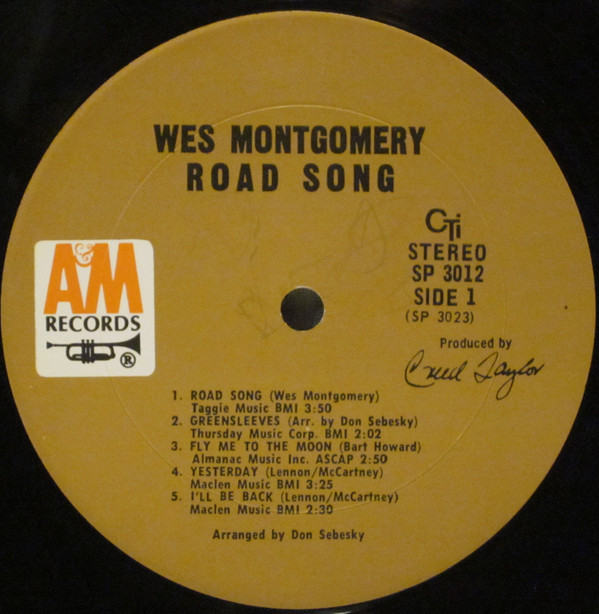 WES MONTGOMERY
ROAD SONG
CTi
STEREO
SP 3012
SIDE 1
(SP 3023)
A&M
RECORDS
®
Produced by
Creed Taylor
1. ROAD SONG (Wes Montgomery)
Taggie Music BMI 3:50
2. GREENSLEEVES (Arr. by Don Sebesky)
Thursday Music Corp. BMI 2:02
3. FLY ME TO THE MOON (Bart Howard)
Almanac Music Inc. ASCAP 2:50
4. YESTERDAY (Lennon/McCartney)
Maclen Music BMI 3:25
5. I'LL BE BACK (Lennon/McCartney)
Maclen Music BMI 2:30
Arranged by Don Sebesky